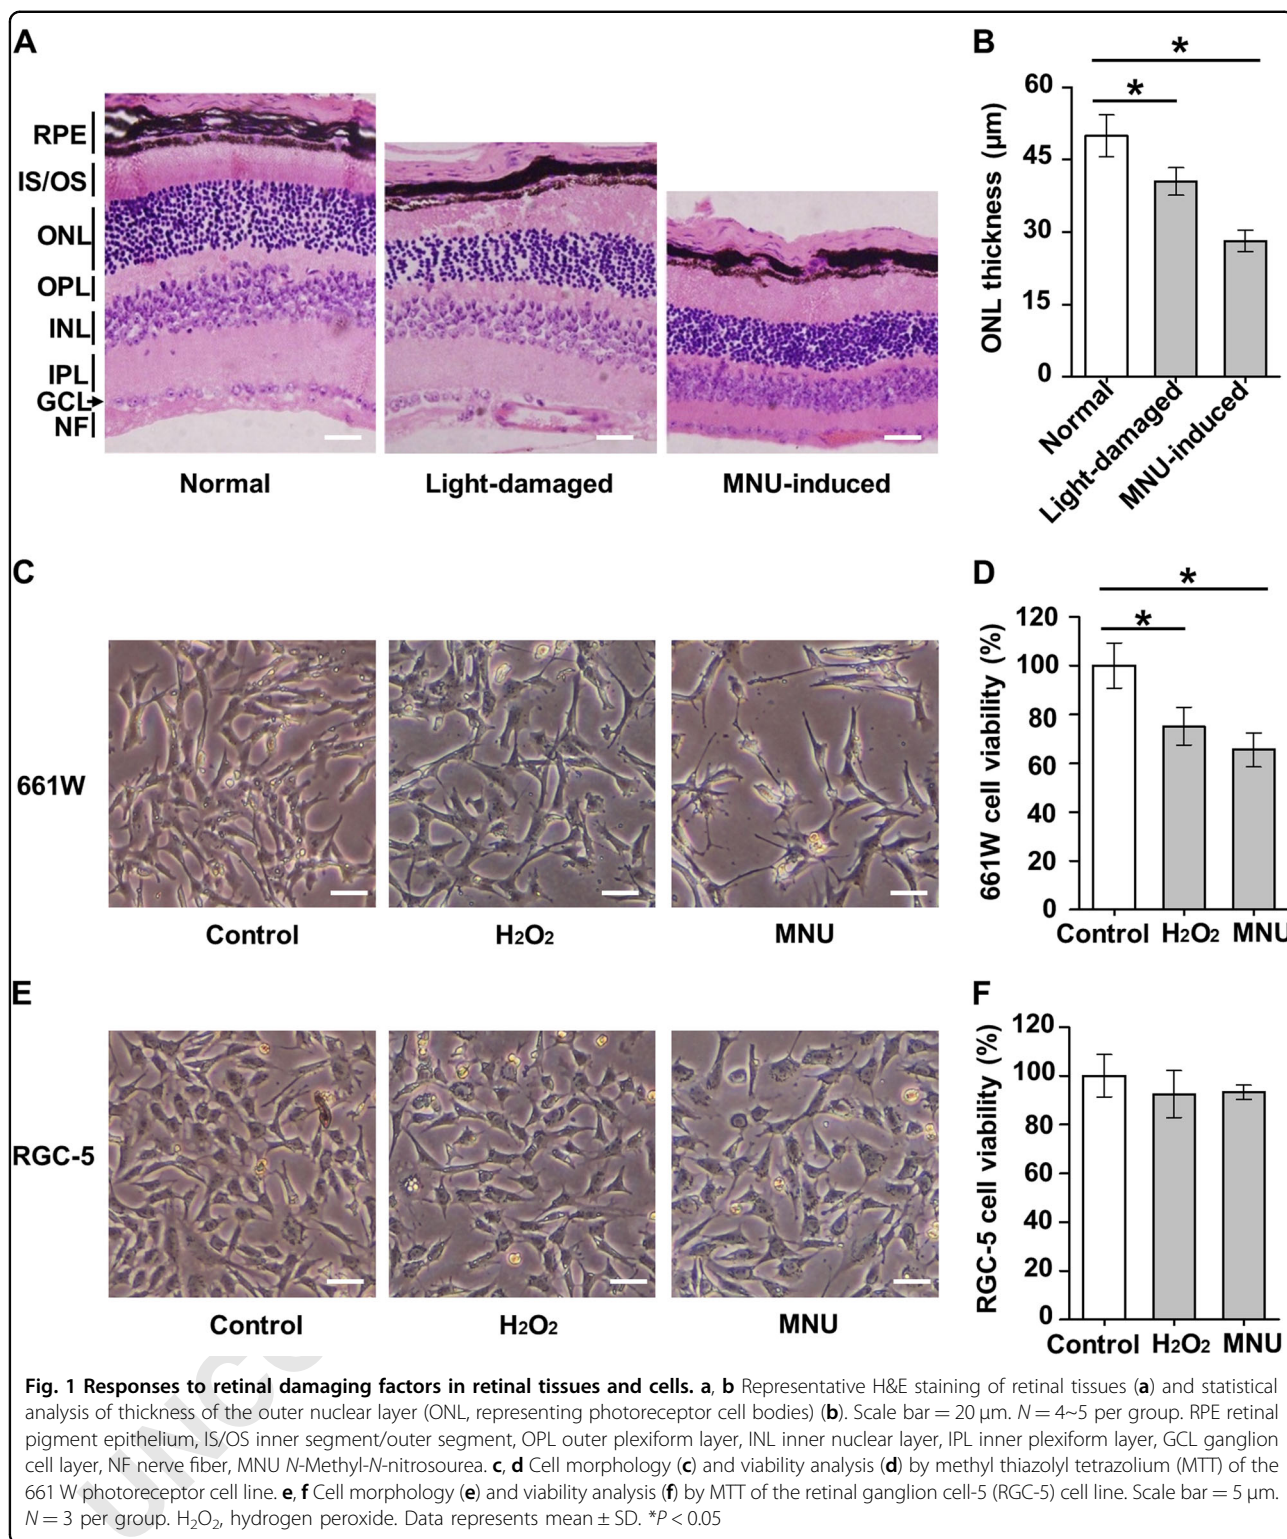 A
RPE
IS/OS
ONL
OPL
INL
IPL
GCL
NF
Normal
Light-damaged
MNU-induced
B
*
*
ONL thickness (μm)
60
45
30
15
0
Normal
Light-damaged
MNU-induced
C
661W
Control
H₂O₂
MNU
D
*
*
661W cell viability (%)
120
100
80
60
40
20
0
Control H₂O₂ MNU
E
RGC-5
Control
H₂O₂
MNU
F
RGC-5 cell viability (%)
120
100
80
60
40
20
0
Control H₂O₂ MNU
Fig. 1 Responses to retinal damaging factors in retinal tissues and cells. a, b Representative H&E staining of retinal tissues (a) and statistical
analysis of thickness of the outer nuclear layer (ONL, representing photoreceptor cell bodies) (b). Scale bar = 20 μm. N = 4~5 per group. RPE retinal
pigment epithelium, IS/OS inner segment/outer segment, OPL outer plexiform layer, INL inner nuclear layer, IPL inner plexiform layer, GCL ganglion
cell layer, NF nerve fiber, MNU N-Methyl-N-nitrosourea. c, d Cell morphology (c) and viability analysis (d) by methyl thiazolyl tetrazolium (MTT) of the
661 W photoreceptor cell line. e, f Cell morphology (e) and viability analysis (f) by MTT of the retinal ganglion cell-5 (RGC-5) cell line. Scale bar = 5 μm.
N = 3 per group. H₂O₂, hydrogen peroxide. Data represents mean ± SD. *P < 0.05